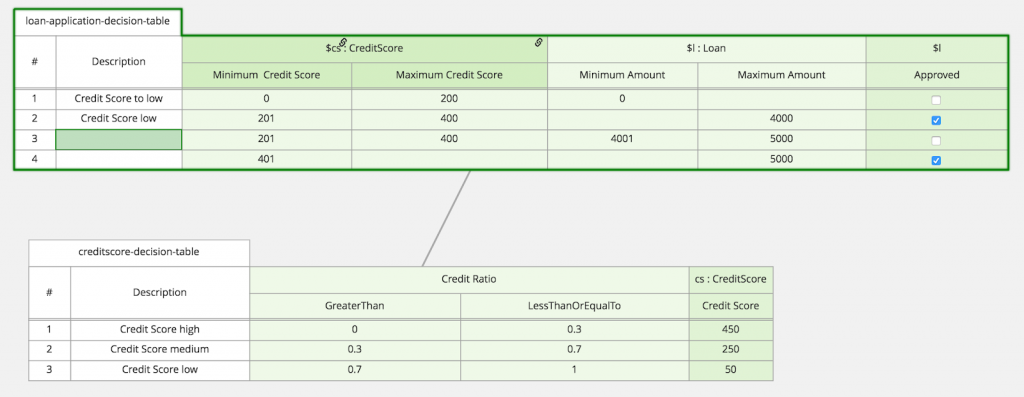 loan-application-decision-table
# Description $cs : CreditScore $l : Loan $l
Minimum Credit Score Maximum Credit Score Minimum Amount Maximum Amount Approved
1 Credit Score to low 0 200 0
2 Credit Score low 201 400 4000
3 201 400 4001 5000
4 401 5000
creditscore-decision-table
# Description Credit Ratio cs : CreditScore
GreaterThan LessThanOrEqualTo Credit Score
1 Credit Score high 0 0.3 450
2 Credit Score medium 0.3 0.7 250
3 Credit Score low 0.7 1 50